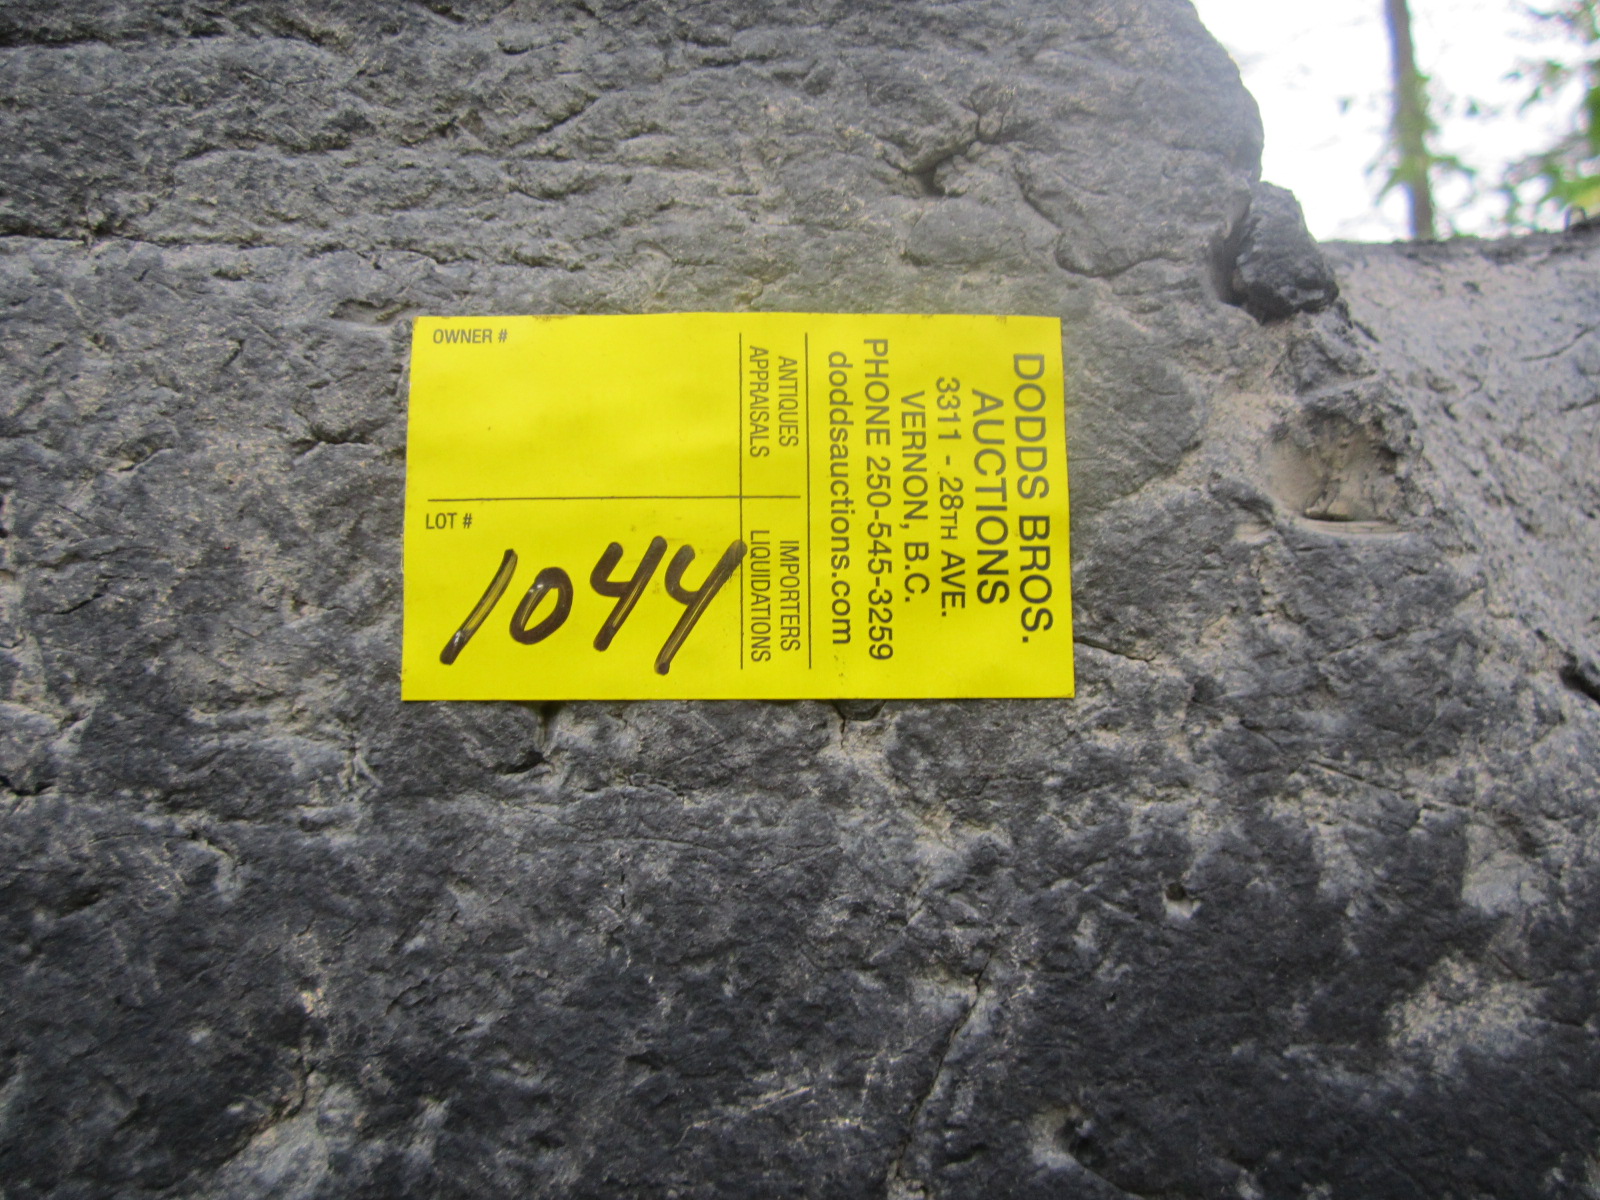 DODDS BROS.
AUCTIONS
3311 - 28TH AVE.
VERNON, B.C.
PHONE 250-545-3259
doddsauctions.com
ANTIQUES IMPORTERS
APPRAISALS LIQUIDATIONS
OWNER #
LOT #
1044